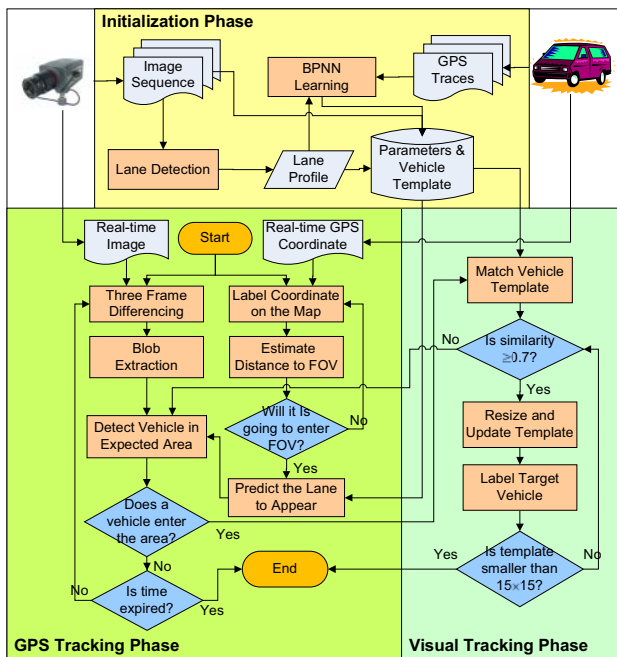 Initialization Phase
Image
Sequence
BPNN
Learning
GPS
Traces
Lane Detection
Lane
Profile
Parameters &
Vehicle
Template
Real-time
Image
Start
Real-time GPS
Coordinate
Three Frame
Differencing
Label Coordinate
on the Map
Match Vehicle
Template
Blob
Extraction
Estimate
Distance to FOV
No
Is similarity
≥0.7?
Yes
Detect Vehicle in
Expected Area
Will it Is
going to enter
FOV?
No
Yes
Resize and
Update Template
Predict the Lane
to Appear
Label Target
Vehicle
Does a
vehicle enter
the area?
Yes
No
Is time
expired?
No
Yes
End
Yes
Is template
smaller than
15×15?
No
GPS Tracking Phase
Visual Tracking Phase